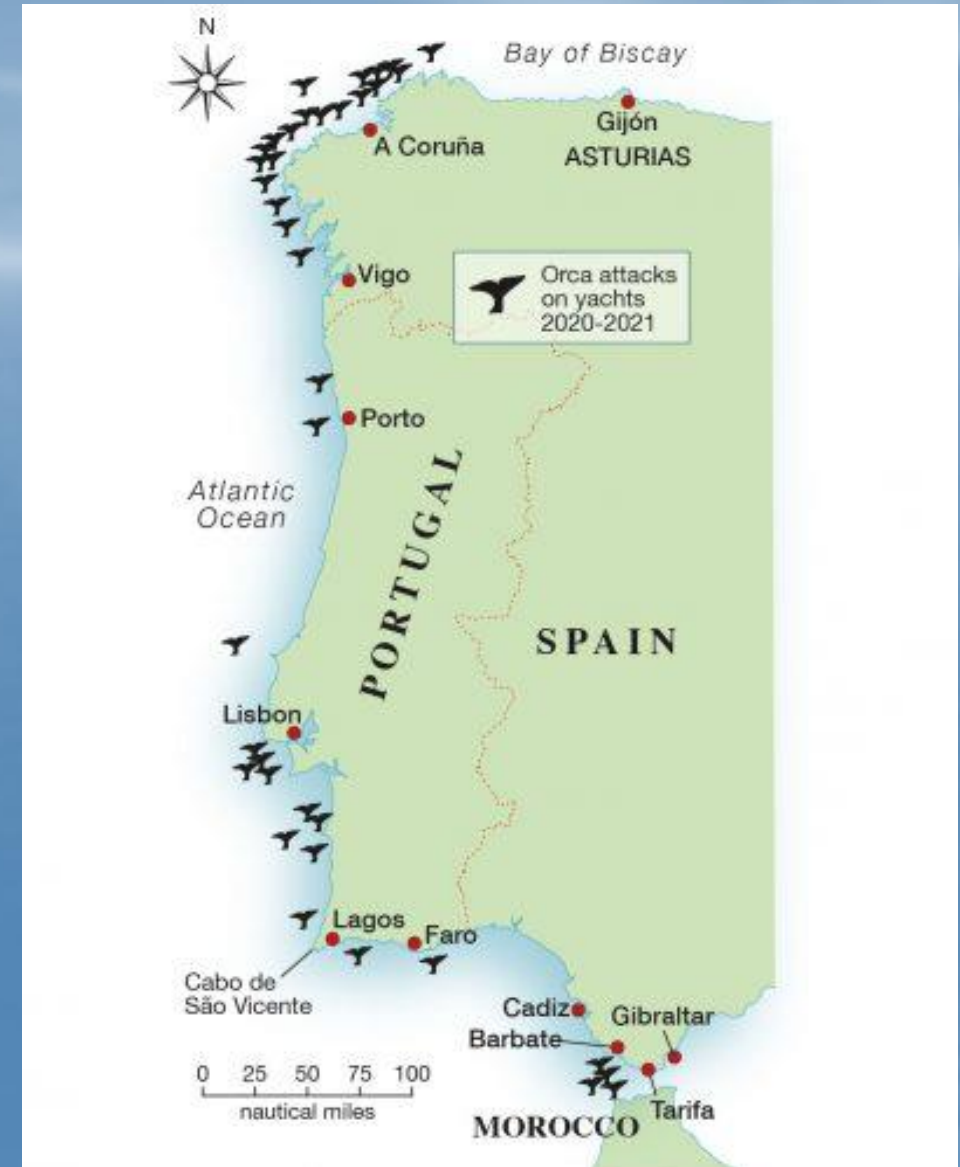 N
Bay of Biscay
Gijón
A Coruña
ASTURIAS
Vigo
Orca attacks
on yachts
2020-2021
Porto
Atlantic
Ocean
PORTUGAL
SPAIN
Lisbon
Lagos
Faro
Cabo de
São Vicente
Cadiz
Gibraltar
Barbate
0 25 50 75 100
nautical miles
Tarifa
MOROCCO